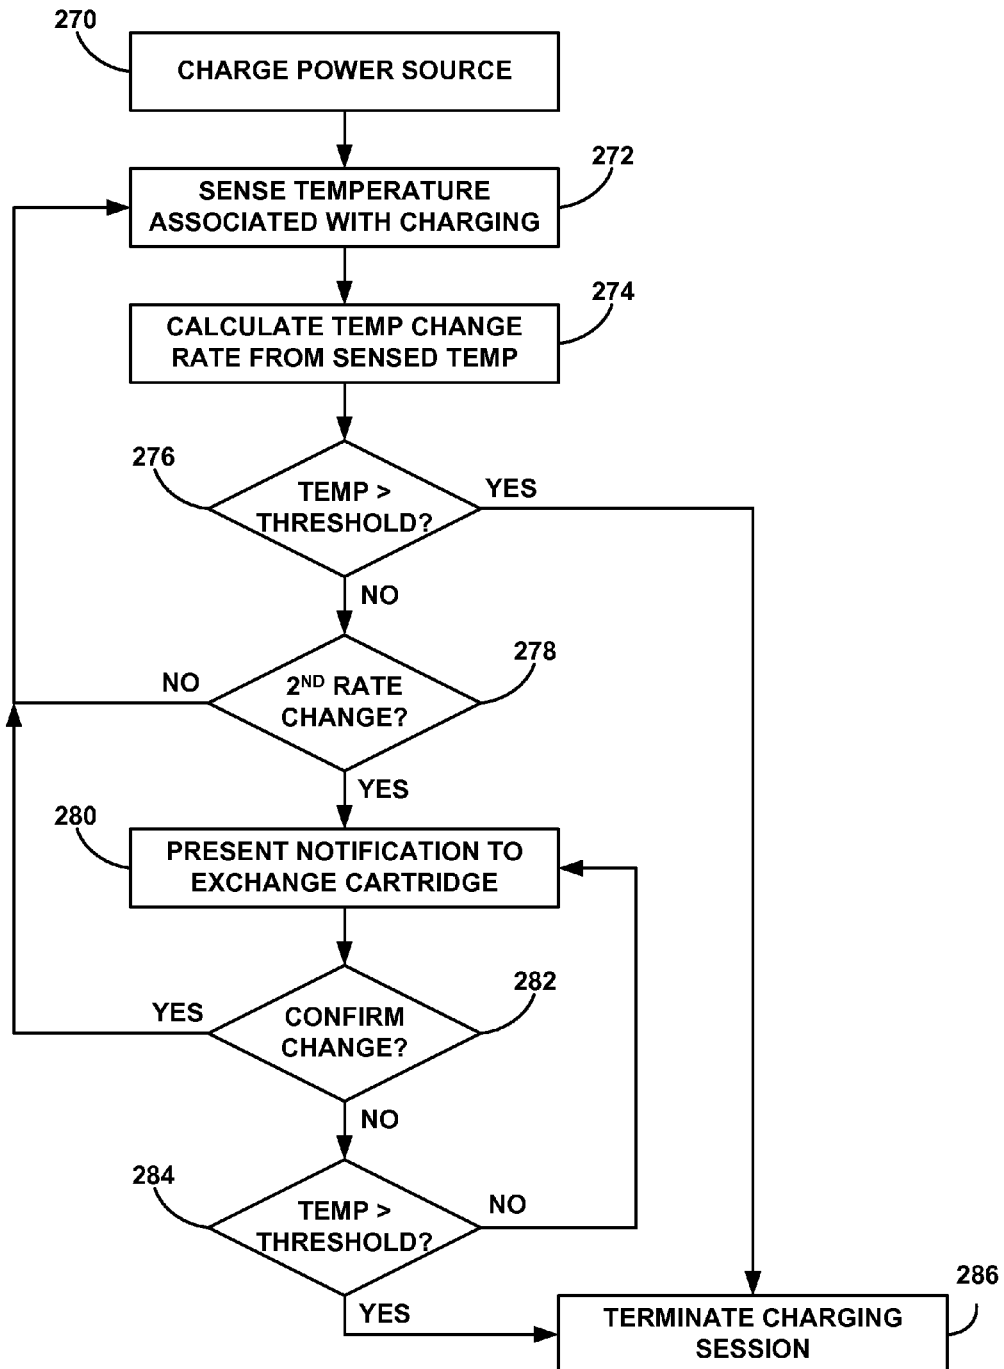 270
CHARGE POWER SOURCE
272
SENSE TEMPERATURE
ASSOCIATED WITH CHARGING
274
CALCULATE TEMP CHANGE
RATE FROM SENSED TEMP
276
TEMP >
THRESHOLD?
YES
NO
278
2ND RATE
CHANGE?
NO
YES
280
PRESENT NOTIFICATION TO
EXCHANGE CARTRIDGE
282
CONFIRM
CHANGE?
YES
NO
284
TEMP >
THRESHOLD?
NO
YES
286
TERMINATE CHARGING
SESSION